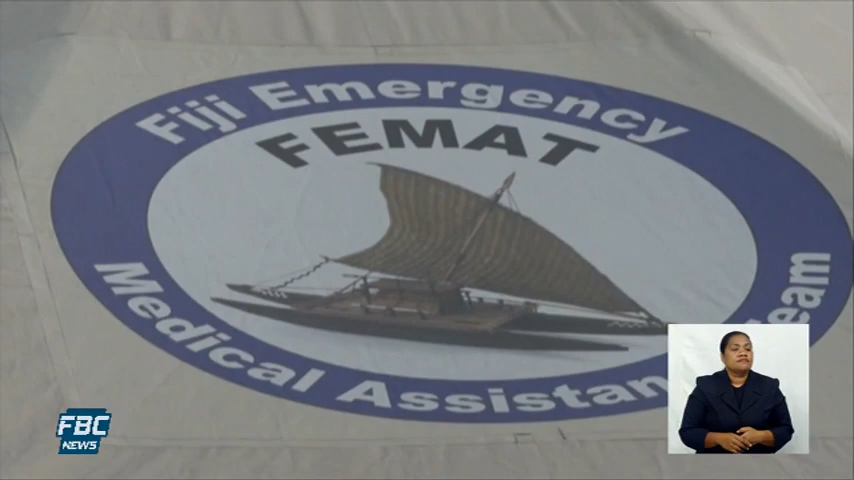 Fiji Emergency
FEMAT
Medical Assistan
eam
FBC
NEWS